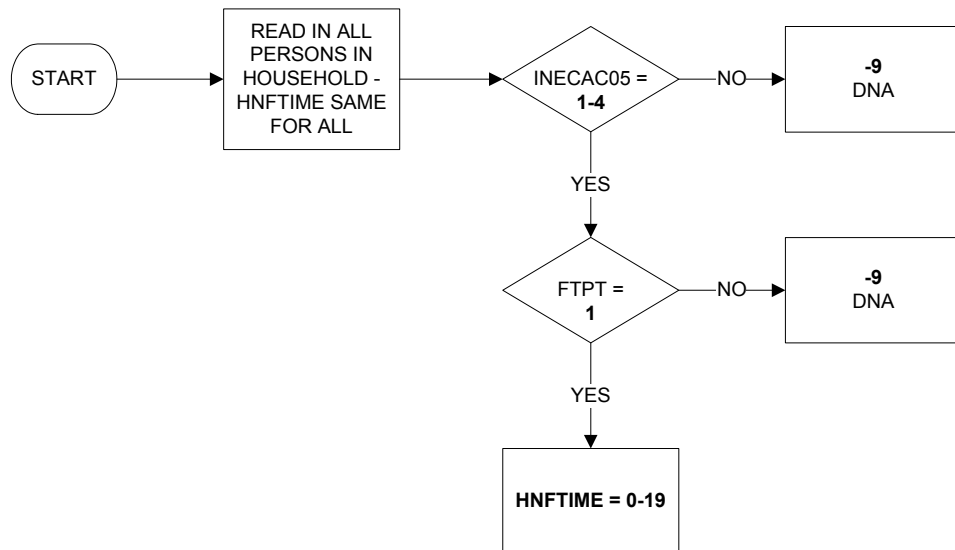 START
READ IN ALL
PERSONS IN
HOUSEHOLD -
HNFTIME SAME
FOR ALL
INECAC05 =
1-4
NO
-9
DNA
YES
FTPT =
1
NO
-9
DNA
YES
HNFTIME = 0-19